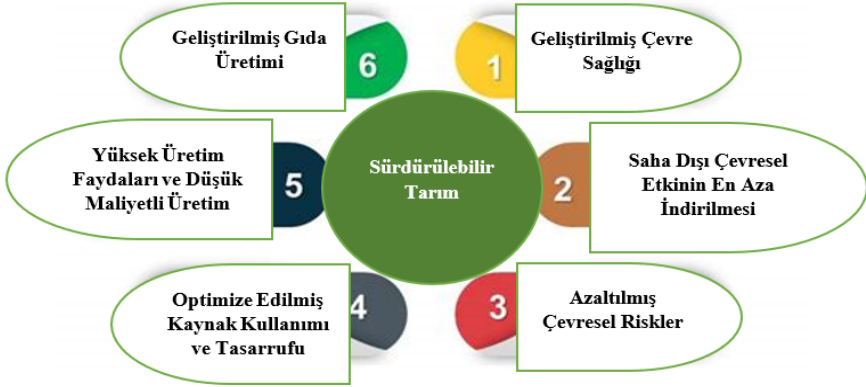 Sürdürülebilir
Tarım
1
Geliştirilmiş Çevre
Sağlığı
2
Saha Dışı Çevresel
Etkinin En Aza
İndirilmesi
3
Azaltılmış
Çevresel Riskler
4
Optimize Edilmiş
Kaynak Kullanımı
ve Tasarrufu
5
Yüksek Üretim
Faydaları ve Düşük
Maliyetli Üretim
6
Geliştirilmiş Gıda
Üretimi